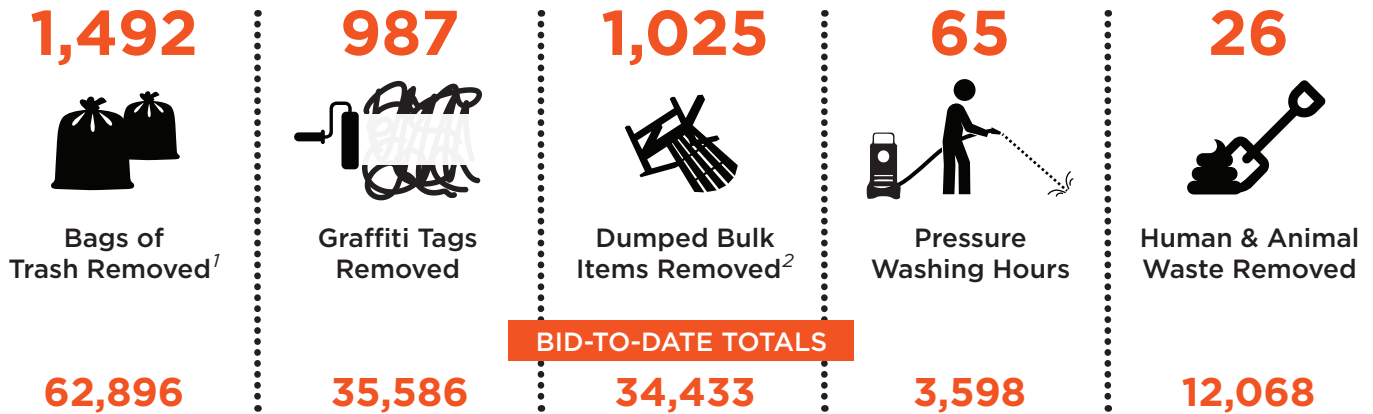 1,492
987
1,025
65
26
Bags of
Trash Removed1
Graffiti Tags
Removed
Dumped Bulk
Items Removed2
Pressure
Washing Hours
Human & Animal
Waste Removed
BID-TO-DATE TOTALS
62,896
35,586
34,433
3,598
12,068